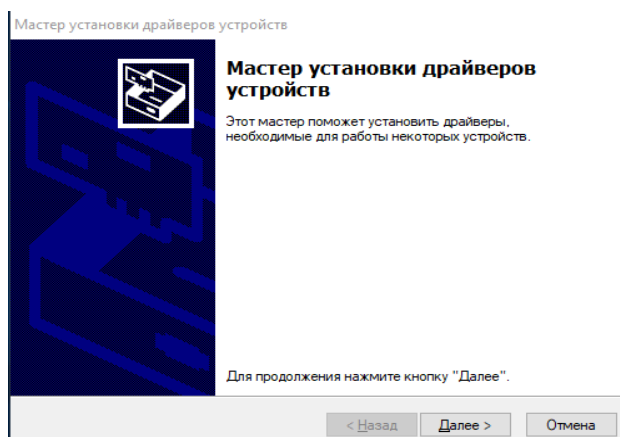 Мастер установки драйверов устройств
Мастер установки драйверов
устройств
Этот мастер поможет установить драйверы,
необходимые для работы некоторых устройств.
Для продолжения нажмите кнопку "Далее".
< Назад Далее > Отмена